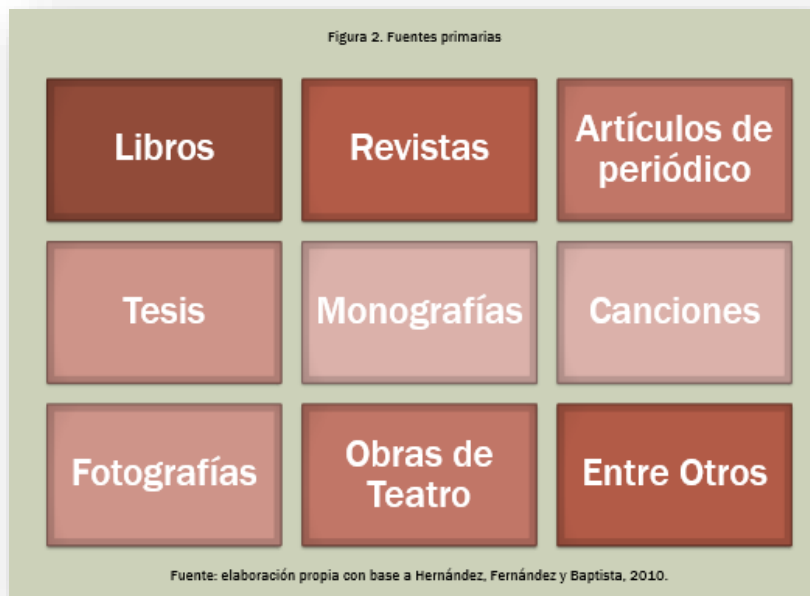 Figura 2. Fuentes primarias
Libros
Revistas
Artículos de
periódico
Tesis
Monografías
Canciones
Fotografías
Obras de
Teatro
Entre Otros
Fuente: elaboración propia con base a Hernández, Fernández y Baptista, 2010.